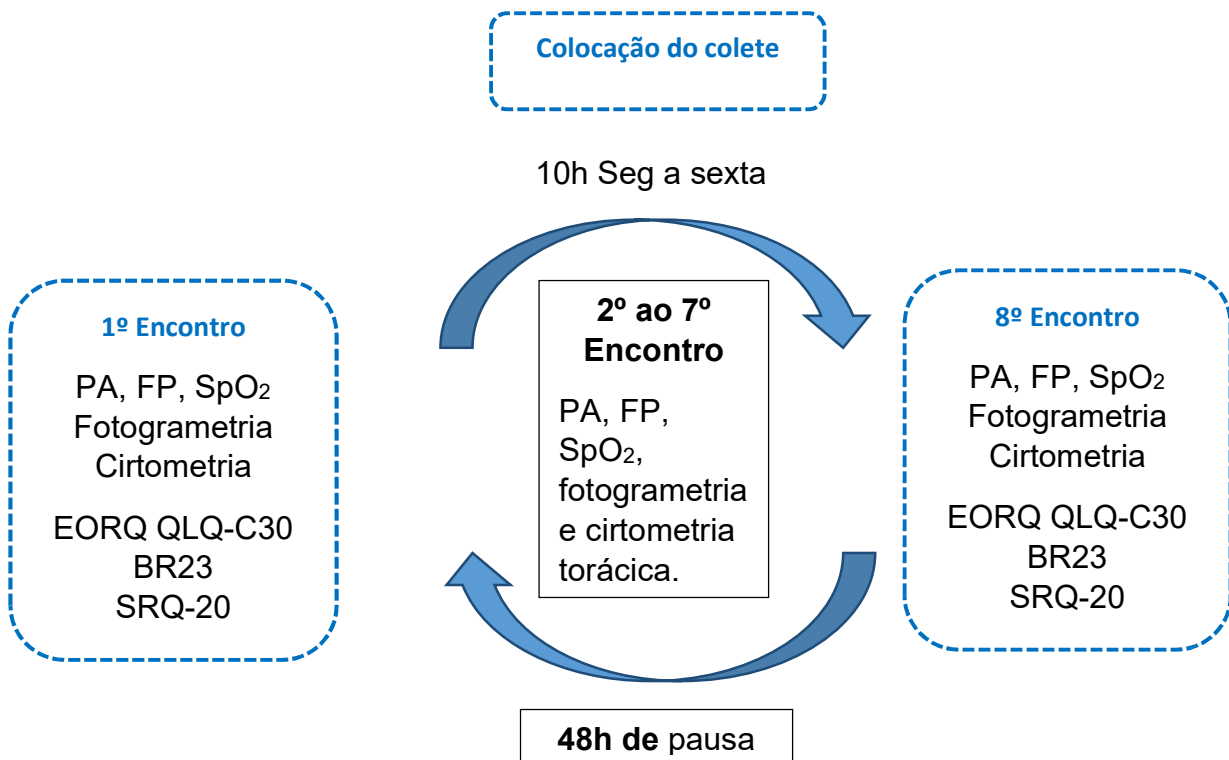 Colocação do colete
10h Seg a sexta
1º Encontro
PA, FP, SpO2
Fotogrametria
Cirtometria
EORQ QLQ-C30
BR23
SRQ-20
2º ao 7º
Encontro
PA, FP,
SpO2,
fotogrametria
e cirtometria
torácica.
8º Encontro
PA, FP, SpO2
Fotogrametria
Cirtometria
EORQ QLQ-C30
BR23
SRQ-20
48h de pausa